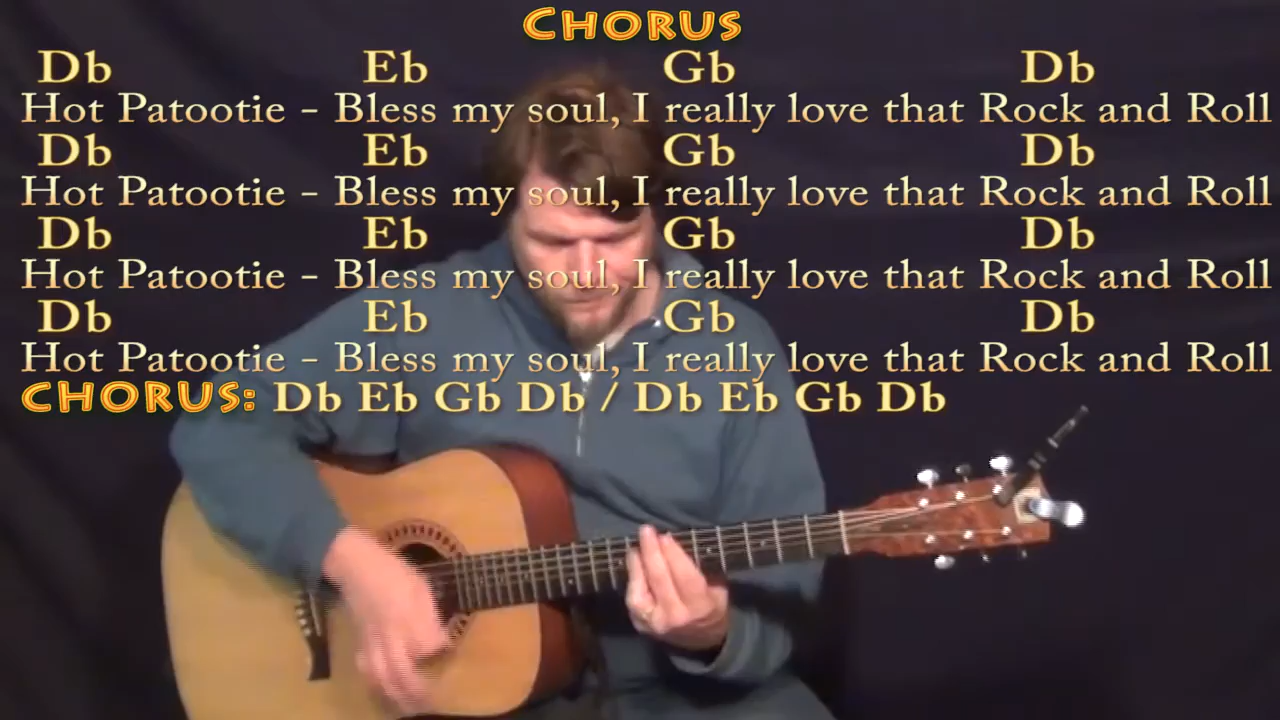 CHORUS
Db Eb Gb Db
Hot Patootie - Bless my soul, I really love that Rock and Roll
Db Eb Gb Db
Hot Patootie - Bless my soul, I really love that Rock and Roll
Db Eb Gb Db
Hot Patootie - Bless my soul, I really love that Rock and Roll
Db Eb Gb Db
Hot Patootie - Bless my soul, I really love that Rock and Roll
CHORUS: Db Eb Gb Db / Db Eb Gb Db